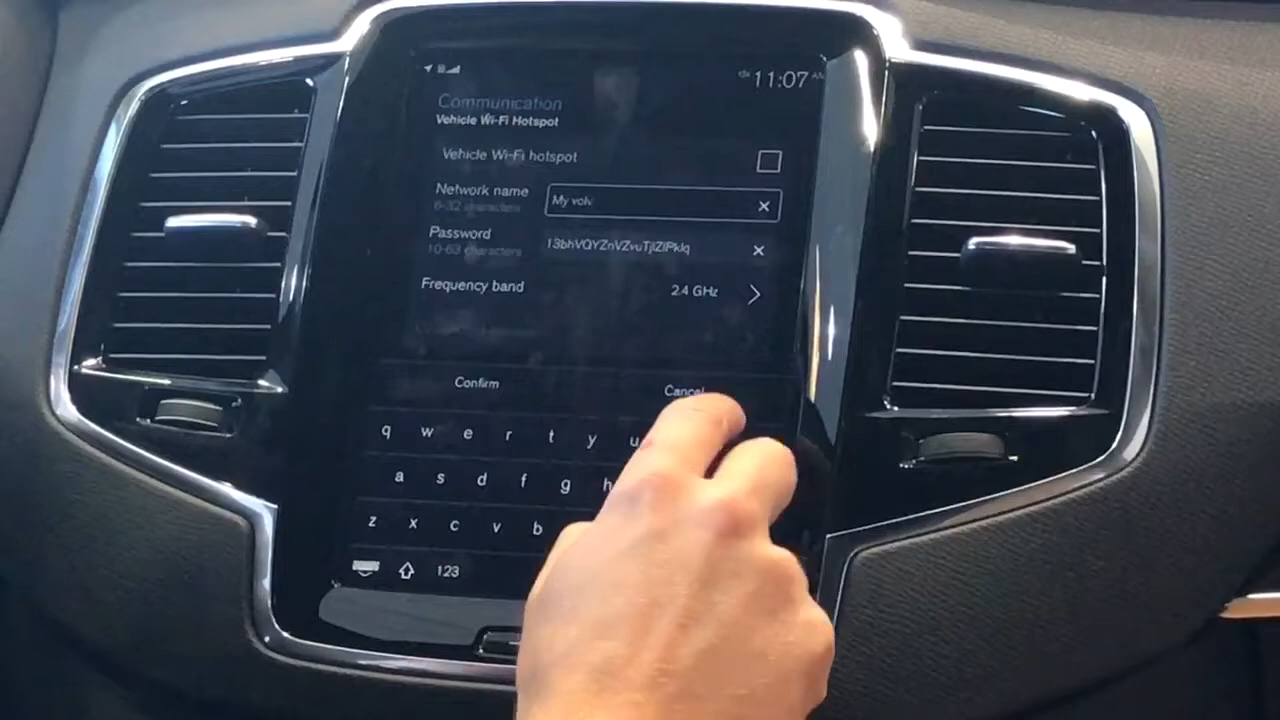 11:07 AM
Communication
Vehicle Wi-Fi Hotspot
Vehicle Wi-Fi hotspot
Network name
My volv
6-32 characters
Password
10-63 characters
Frequency band 2.4 GHz
Confirm Cancel
q w e r t y u
a s d f g h
z x c v b
123